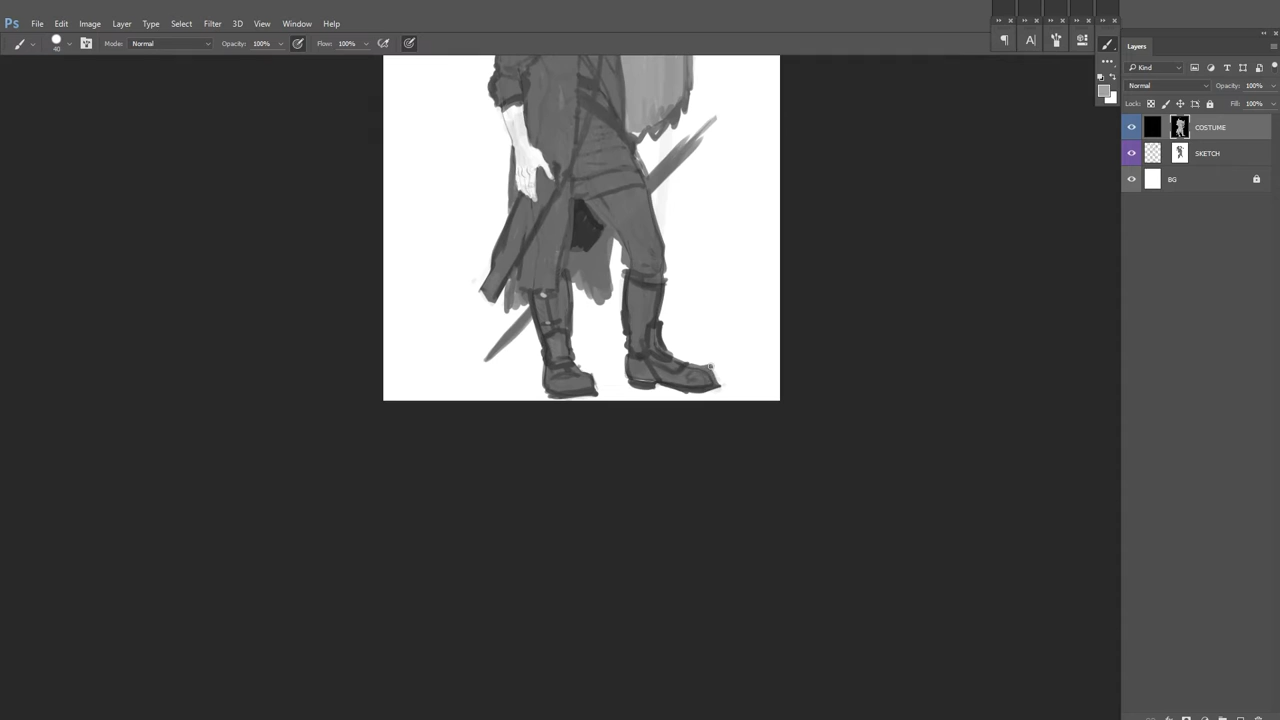 Ps File Edit Image Layer Type Select Filter 3D View Window Help
40 Mode: Normal Opacity: 100% Flow: 100%
Layers
Kind
Normal Opacity: 100%
Lock: Fill: 100%
COSTUME
SKETCH
BG